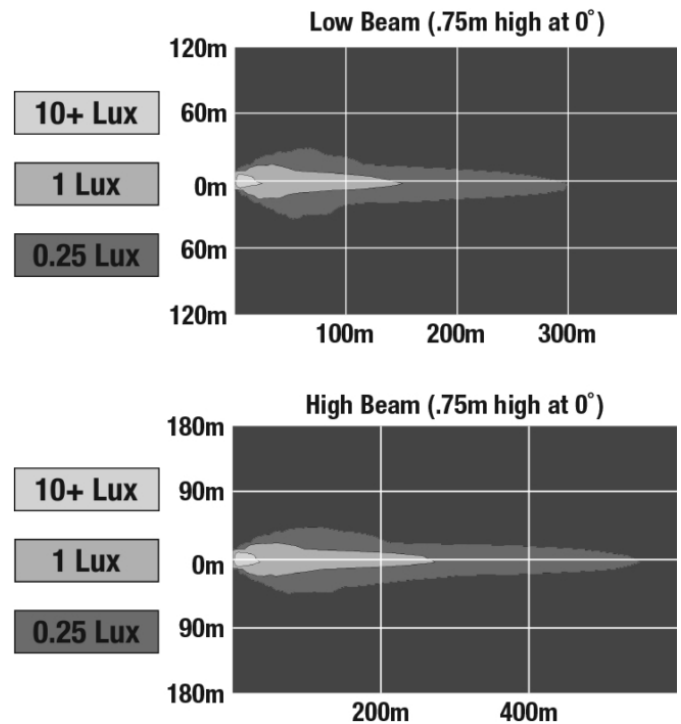 Low Beam (.75m high at 0˚)
120m
60m
0m
60m
120m
100m 200m 300m
10+ Lux
1 Lux
0.25 Lux
High Beam (.75m high at 0˚)
180m
90m
0m
90m
180m
200m 400m
10+ Lux
1 Lux
0.25 Lux